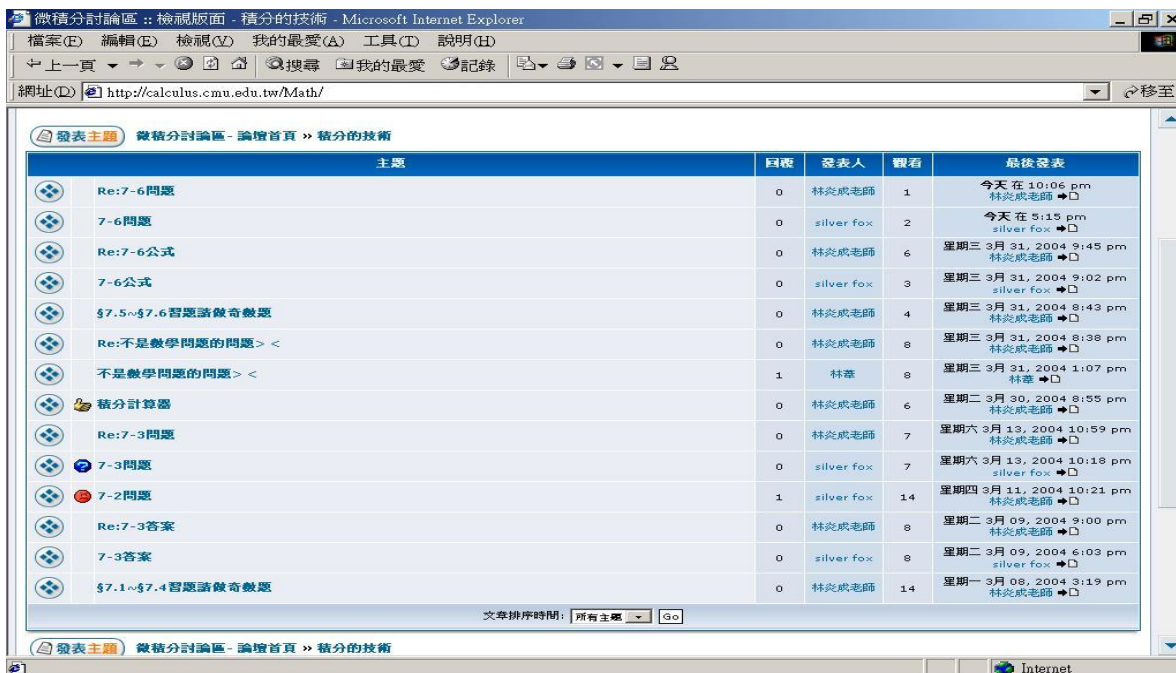 微積分討論區 :: 檢視版面 - 積分的技術 - Microsoft Internet Explorer
檔案(F) 編輯(E) 檢視(V) 我的最愛(A) 工具(T) 說明(H)
上一頁 搜尋 我的最愛 記錄
網址(D) http://calculus.cmu.edu.tw/Math/ 移至
發表主題 微積分討論區- 論壇首頁 » 積分的技術
主題 回覆 發表人 觀看 最後發表
Re:7-6問題 0 林炎成老師 1 今天 在 10:06 pm
林炎成老師
7-6問題 0 silver fox 2 今天 在 5:15 pm
silver fox
Re:7-6公式 0 林炎成老師 6 星期三 3月 31, 2004 9:45 pm
林炎成老師
7-6公式 0 silver fox 3 星期三 3月 31, 2004 9:02 pm
silver fox
§7.5~§7.6習題請做奇數題 0 林炎成老師 4 星期三 3月 31, 2004 8:43 pm
林炎成老師
Re:不是數學問題的問題> < 0 林炎成老師 8 星期三 3月 31, 2004 8:38 pm
林炎成老師
不是數學問題的問題> < 1 林葦 8 星期三 3月 31, 2004 1:07 pm
林葦
積分計算器 0 林炎成老師 6 星期二 3月 30, 2004 8:55 pm
林炎成老師
Re:7-3問題 0 林炎成老師 7 星期六 3月 13, 2004 10:59 pm
林炎成老師
7-3問題 0 silver fox 7 星期六 3月 13, 2004 10:18 pm
silver fox
7-2問題 1 silver fox 14 星期四 3月 11, 2004 10:21 pm
林炎成老師
Re:7-3答案 0 林炎成老師 8 星期二 3月 09, 2004 9:00 pm
林炎成老師
7-3答案 0 silver fox 8 星期二 3月 09, 2004 6:03 pm
silver fox
§7.1~§7.4習題請做奇數題 0 林炎成老師 14 星期一 3月 08, 2004 3:19 pm
林炎成老師
文章排序時間: 所有主題 Go
發表主題 微積分討論區- 論壇首頁 » 積分的技術
Internet